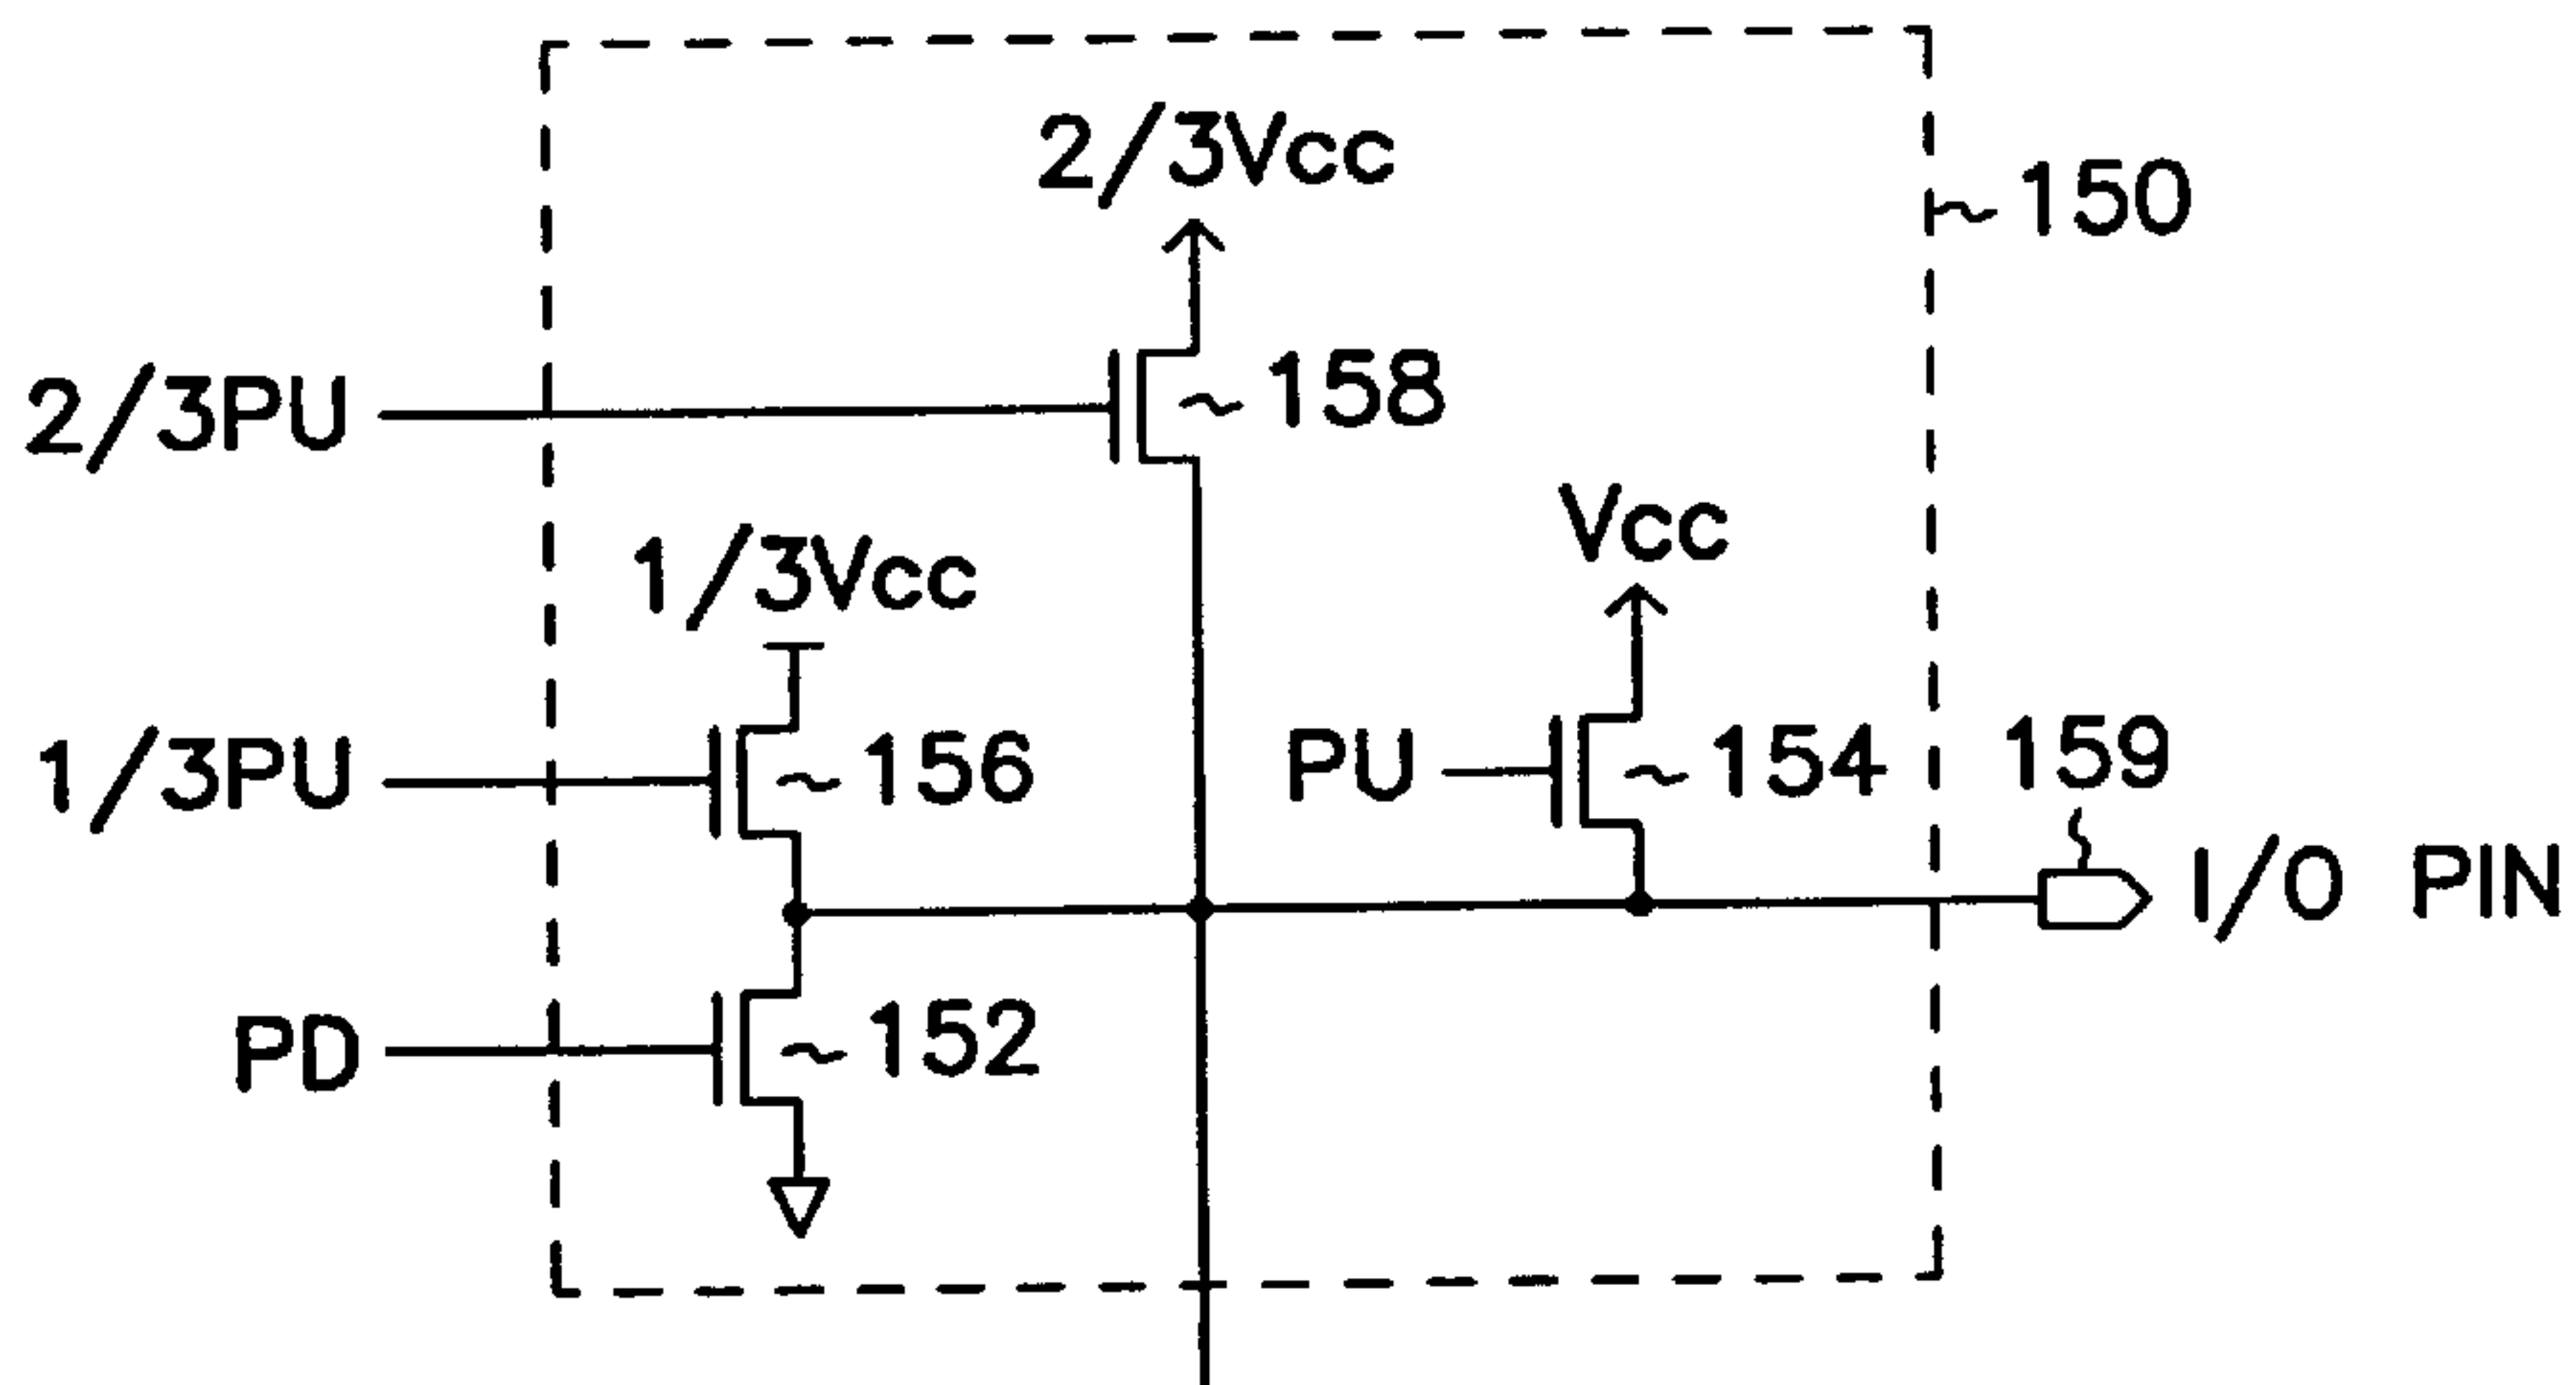 2/3Vcc
150
2/3PU
158
1/3Vcc
Vcc
1/3PU
156
PU
154
159
I/O PIN
PD
152